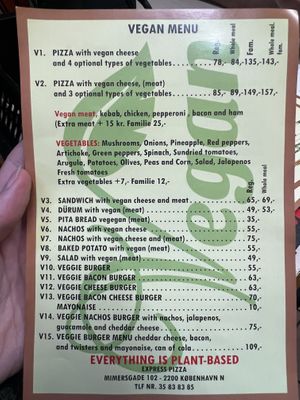 VEGAN MENU
Reg. Whole meal Fam. Whole meal fam.
V1. PIZZA with vegan cheese
and 4 optional types of vegetables.........78,- 84,-135,-143,-
V2. PIZZA with vegan cheese, (meat)
and 3 optional types of vegetables.........85,- 89,-149,-157,-
Vegan meat, kebab, chicken, pepperoni, bacon and ham
(Extra meat + 15 kr. Familie 25,-
VEGETABLES: Mushrooms, Onions, Pineapple, Red peppers,
Artichoke, Green peppers, Spinach, Sundried tomatoes,
Arugule, Potatoes, Olives, Peas and Corn, Salad, Jalapenos
Fresh tomatoes
Extra vegetables +7,- Familie 12,-
Reg. Whole meal
V3. SANDWICH with vegan cheese and meat 65,- 69,-
V4. DÜRUM with vegan (meat) 49,- 53,-
V5. PITA BREAD vegegan (meat) 35,-
V6. NACHOS with vegan cheese 55,-
V7. NACHOS with vegan cheese and (meat) 75,-
V8. BAKED POTATO with vegan (meat) 55,-
V9. SALAD with vegan (meat) 55,-
V10. VEGGIE BURGER 55,-
V11. VEGGIE BACON BURGER 63,-
V12. VEGGIE CHEESE BURGER 63,-
V13. VEGGIE BACON CHEESE BURGER 70,-
MAYONAISE 10,-
V14. VEGGIE NACHOS BURGER with nachos, jalapenos,
guacamole and cheddar cheese 75,-
V15. VEGGIE BURGER MENU cheddar cheese, bacon,
and twisters and mayonaise, can of cola 109,-
EVERYTHING IS PLANT-BASED
EXPRESS PIZZA
MIMERSGADE 102 - 2200 KØBENHAVN N
TLF NR. 35 83 83 85
Vegan